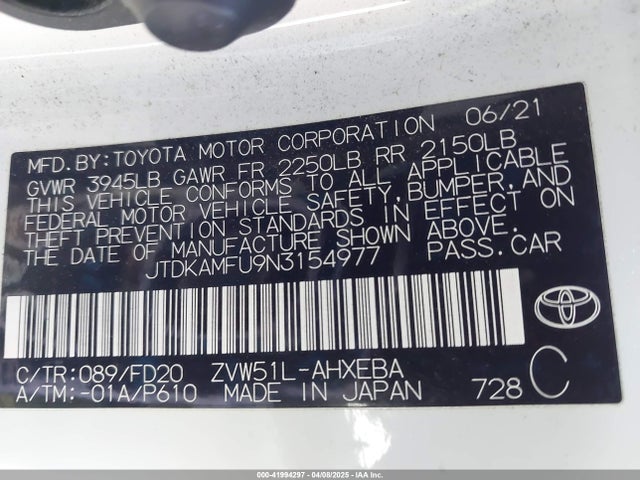 MFD.BY:TOYOTA MOTOR CORPORATION 06/21
GVWR 3945LB GAWR FR 2250LB RR 2150LB
THIS VEHICLE CONFORMS TO ALL APPLICABLE
FEDERAL MOTOR VEHICLE SAFETY,BUMPER,AND
THEFT PREVENTION STANDARDS IN EFFECT ON
THE DATE OF MANUFACTURE SHOWN ABOVE.
JTDKAMFU9N3154977 PASS.CAR
C/TR:089/FD20 ZVW51L-AHXEBA
A/TM:-01A/P610 MADE IN JAPAN 728 C
000-41994297 - 04/08/2025 - IAAI.COM